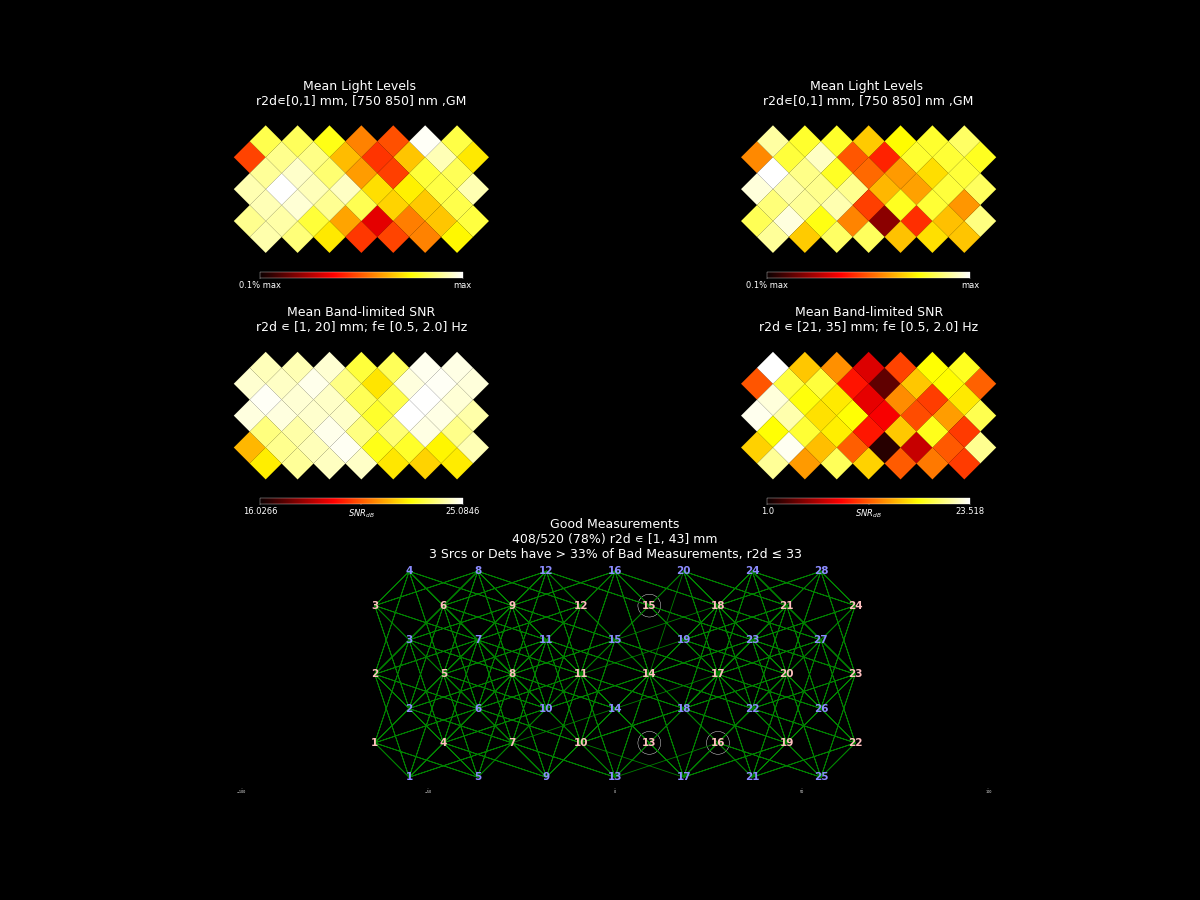 Mean Light Levels
r2d∈[0,1] mm, [750 850] nm ,GM
0.1% max max
Mean Light Levels
r2d∈[0,1] mm, [750 850] nm ,GM
0.1% max max
Mean Band-limited SNR
r2d ∈ [1, 20] mm; f∈ [0.5, 2.0] Hz
16.0266 SNR_dB 25.0846
Mean Band-limited SNR
r2d ∈ [21, 35] mm; f∈ [0.5, 2.0] Hz
1.0 SNR_dB 23.518
Good Measurements
408/520 (78%) r2d ∈ [1, 43] mm
3 Srcs or Dets have > 33% of Bad Measurements, r2d ≤ 33
4 8 12 16 20 24 28
3 6 9 12 15 18 21 24
3 7 11 15 19 23 27
2 5 8 11 14 17 20 23
2 6 10 14 18 22 26
1 4 7 10 13 16 19 22
1 5 9 13 17 21 25